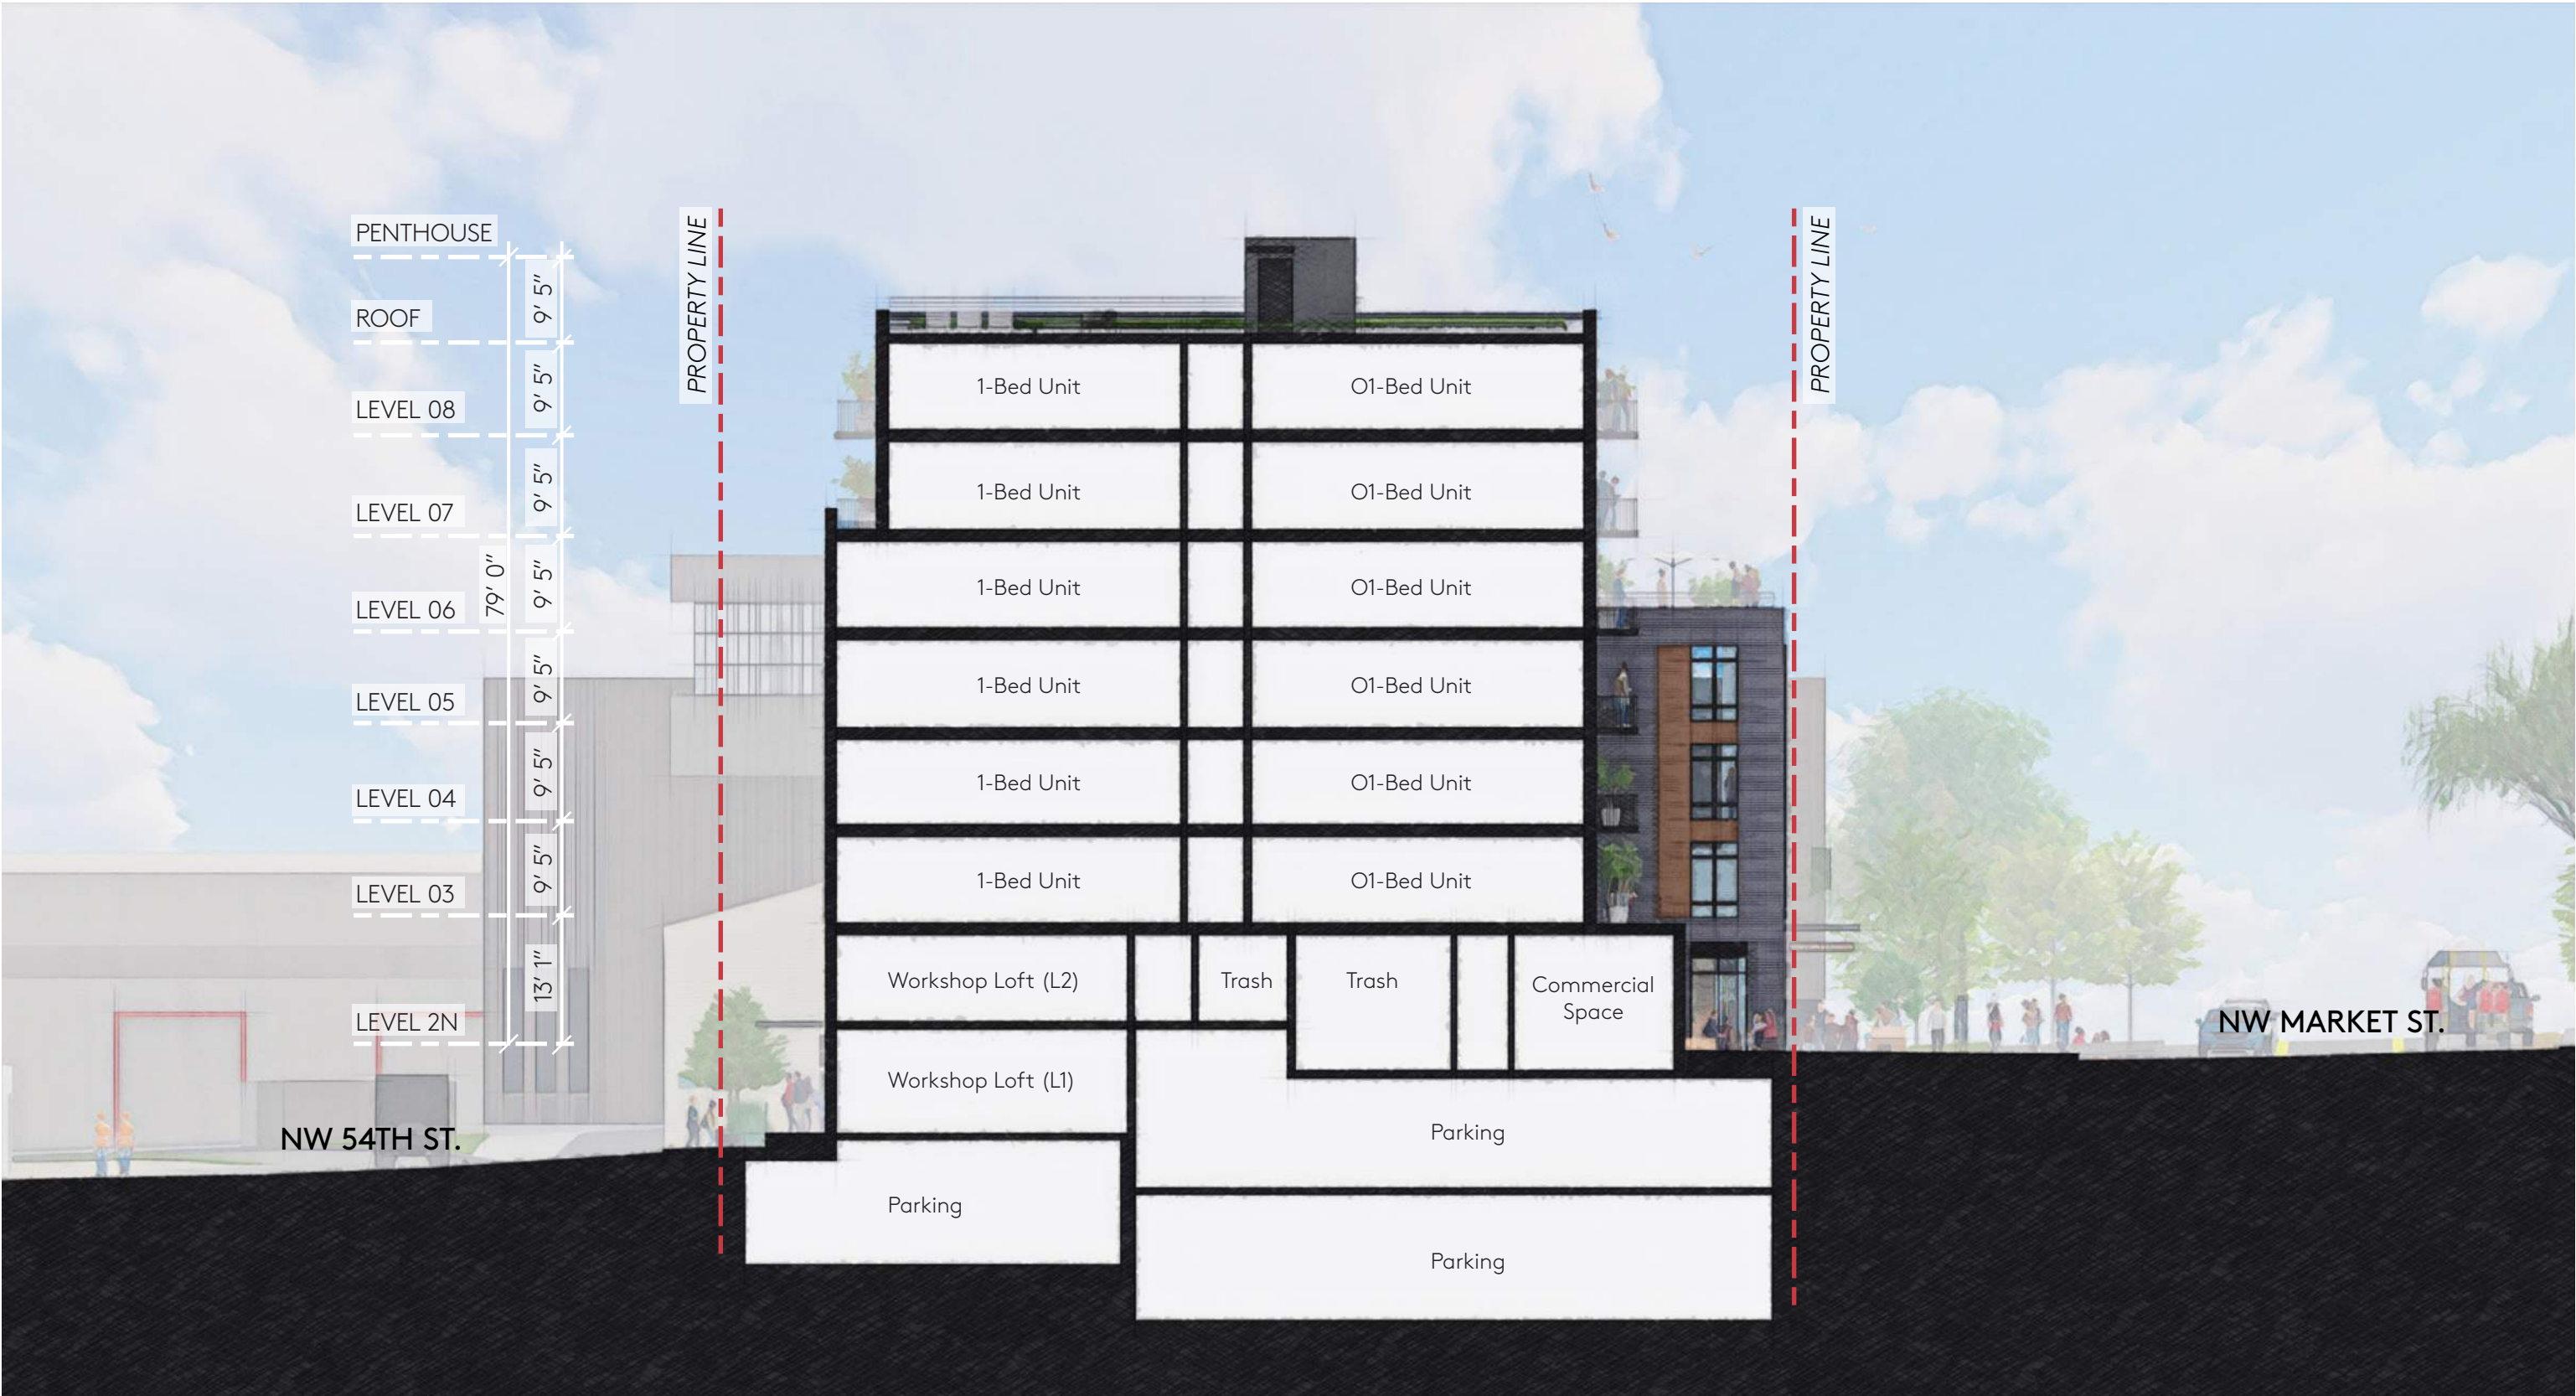 PENTHOUSE
ROOF
LEVEL 08
LEVEL 07
LEVEL 06
LEVEL 05
LEVEL 04
LEVEL 03
LEVEL 2N
79' 0"
9' 5"
9' 5"
9' 5"
9' 5"
9' 5"
9' 5"
9' 5"
13' 1"
PROPERTY LINE
PROPERTY LINE
1-Bed Unit
O1-Bed Unit
1-Bed Unit
O1-Bed Unit
1-Bed Unit
O1-Bed Unit
1-Bed Unit
O1-Bed Unit
1-Bed Unit
O1-Bed Unit
1-Bed Unit
O1-Bed Unit
Workshop Loft (L2)
Trash
Trash
Commercial
Space
Workshop Loft (L1)
Parking
Parking
Parking
NW 54TH ST.
NW MARKET ST.